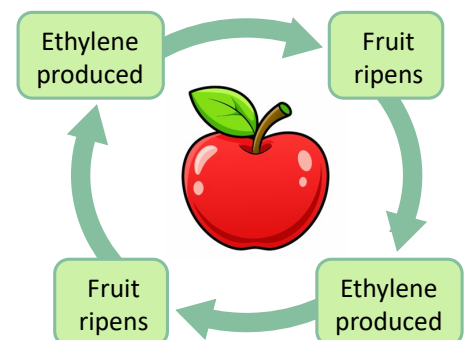 Ethylene
produced
Fruit
ripens
Ethylene
produced
Fruit
ripens